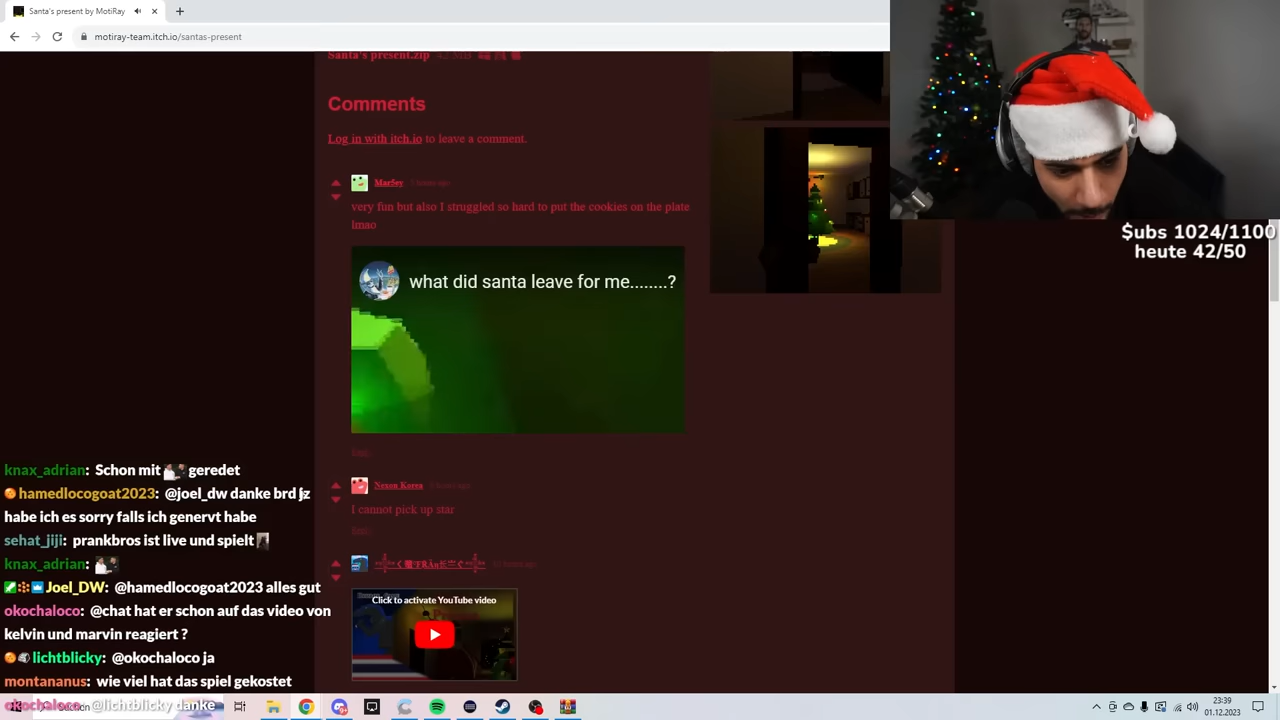 Santa's present by MotiRay
motiray-team.itch.io/santas-present
Santa's present.zip
Comments
Log in with itch.io to leave a comment.
very fun but also I struggled so hard to put the cookies on the plate
lmao
what did santa leave for me........?
Nexon Korea
I cannot pick up star
Click to activate YouTube video
$ubs 1024/1100
heute 42/50
knax_adrian: Schon mit geredet
hamedlocogoat2023: @joel_dw danke brd jz
habe ich es sorry falls ich genervt habe
sehat_jiji: prankbros ist live und spielt
knax_adrian:
Joel_DW: @hamedlocogoat2023 alles gut
okochaloco: @chat hat er schon auf das video von
kelvin und marvin reagiert ?
lichtblicky: @okochaloco ja
montananus: wie viel hat das spiel gekostet
okochaloco: @lichtblicky danke
23:39
01.12.2023